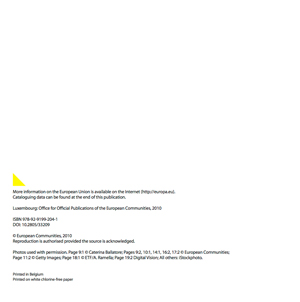 More information on the European Union is available on the Internet (http://europa.eu).
Cataloguing data can be found at the end of this publication.
Luxembourg: Office for Official Publications of the European Communities, 2010
ISBN 978-92-9199-204-1
DOI: 10.2805/33209
© European Communities, 2010
Reproduction is authorised provided the source is acknowledged.
Photos used with permission. Page 9:1 © Caterina Ballatore; Pages 9:2, 10:1, 14:1, 16:2, 17:2 © European Communities;
Page 11:2 © Getty Images; Page 18:1 © ETF/A. Ramella; Page 19:2 Digital Vision; All others: iStockphoto.
Printed in Belgium
Printed on white chlorine-free paper